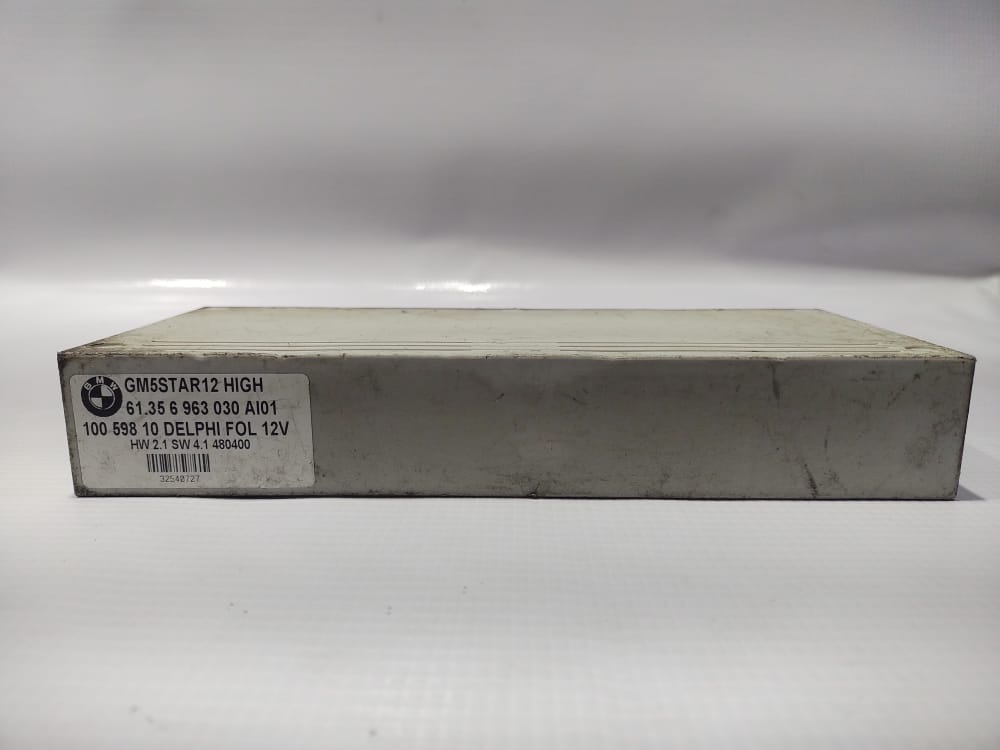 BMW
GM5STAR12 HIGH
61.35 6 963 030 AI01
100 598 10 DELPHI FOL 12V
HW 2.1 SW 4.1 480400
32540727